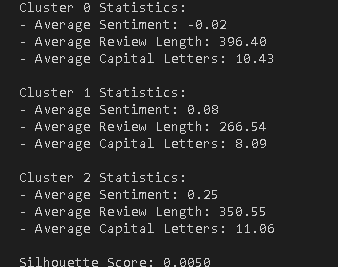 Cluster 0 Statistics:
- Average Sentiment: -0.02
- Average Review Length: 396.40
- Average Capital Letters: 10.43
Cluster 1 Statistics:
- Average Sentiment: 0.08
- Average Review Length: 266.54
- Average Capital Letters: 8.09
Cluster 2 Statistics:
- Average Sentiment: 0.25
- Average Review Length: 350.55
- Average Capital Letters: 11.06
Silhouette Score: 0.0050